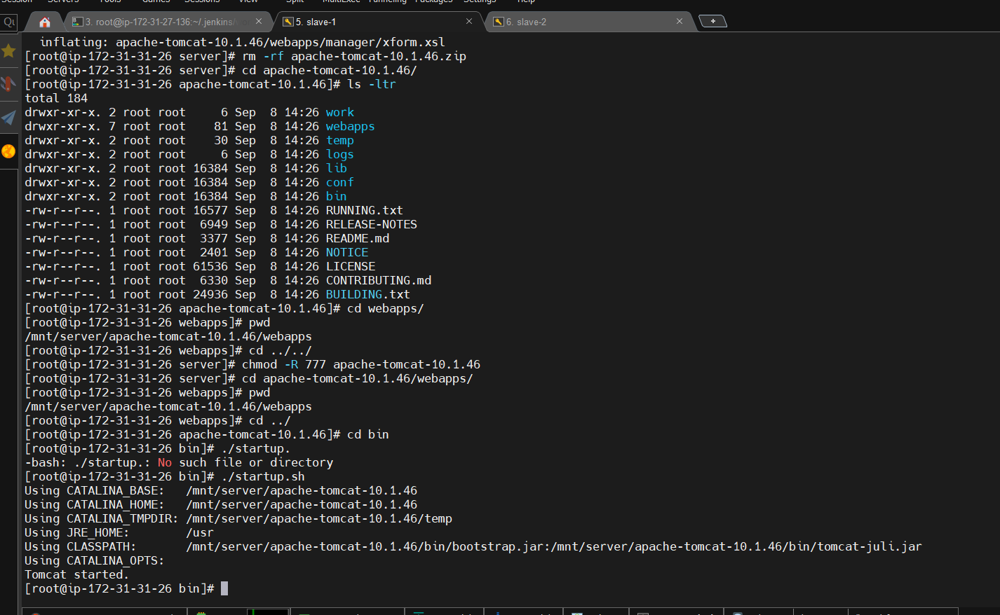 Session Servers Tools Games Sessions View Split MultiExec Tunneling Packages Settings Help
Qu 3. root@ip-172-31-27-136:~/.jenkins/ 5. slave-1 6. slave-2
  inflating: apache-tomcat-10.1.46/webapps/manager/xform.xsl
[root@ip-172-31-31-26 server]# rm -rf apache-tomcat-10.1.46.zip
[root@ip-172-31-31-26 server]# cd apache-tomcat-10.1.46/
[root@ip-172-31-31-26 apache-tomcat-10.1.46]# ls -ltr
total 184
drwxr-xr-x. 2 root root     6 Sep  8 14:26 work
drwxr-xr-x. 7 root root    81 Sep  8 14:26 webapps
drwxr-xr-x. 2 root root    30 Sep  8 14:26 temp
drwxr-xr-x. 2 root root     6 Sep  8 14:26 logs
drwxr-xr-x. 2 root root 16384 Sep  8 14:26 lib
drwxr-xr-x. 2 root root 16384 Sep  8 14:26 conf
drwxr-xr-x. 2 root root 16384 Sep  8 14:26 bin
-rw-r--r--. 1 root root 16577 Sep  8 14:26 RUNNING.txt
-rw-r--r--. 1 root root  6949 Sep  8 14:26 RELEASE-NOTES
-rw-r--r--. 1 root root  3377 Sep  8 14:26 README.md
-rw-r--r--. 1 root root  2401 Sep  8 14:26 NOTICE
-rw-r--r--. 1 root root 61536 Sep  8 14:26 LICENSE
-rw-r--r--. 1 root root  6330 Sep  8 14:26 CONTRIBUTING.md
-rw-r--r--. 1 root root 24936 Sep  8 14:26 BUILDING.txt
[root@ip-172-31-31-26 apache-tomcat-10.1.46]# cd webapps/
[root@ip-172-31-31-26 webapps]# pwd
/mnt/server/apache-tomcat-10.1.46/webapps
[root@ip-172-31-31-26 webapps]# cd ../../
[root@ip-172-31-31-26 server]# chmod -R 777 apache-tomcat-10.1.46
[root@ip-172-31-31-26 server]# cd apache-tomcat-10.1.46/webapps/
[root@ip-172-31-31-26 webapps]# pwd
/mnt/server/apache-tomcat-10.1.46/webapps
[root@ip-172-31-31-26 webapps]# cd ../
[root@ip-172-31-31-26 apache-tomcat-10.1.46]# cd bin
[root@ip-172-31-31-26 bin]# ./startup.
-bash: ./startup.: No such file or directory
[root@ip-172-31-31-26 bin]# ./startup.sh
Using CATALINA_BASE:   /mnt/server/apache-tomcat-10.1.46
Using CATALINA_HOME:   /mnt/server/apache-tomcat-10.1.46
Using CATALINA_TMPDIR: /mnt/server/apache-tomcat-10.1.46/temp
Using JRE_HOME:        /usr
Using CLASSPATH:       /mnt/server/apache-tomcat-10.1.46/bin/bootstrap.jar:/mnt/server/apache-tomcat-10.1.46/bin/tomcat-juli.jar
Using CATALINA_OPTS:
Tomcat started.
[root@ip-172-31-31-26 bin]#